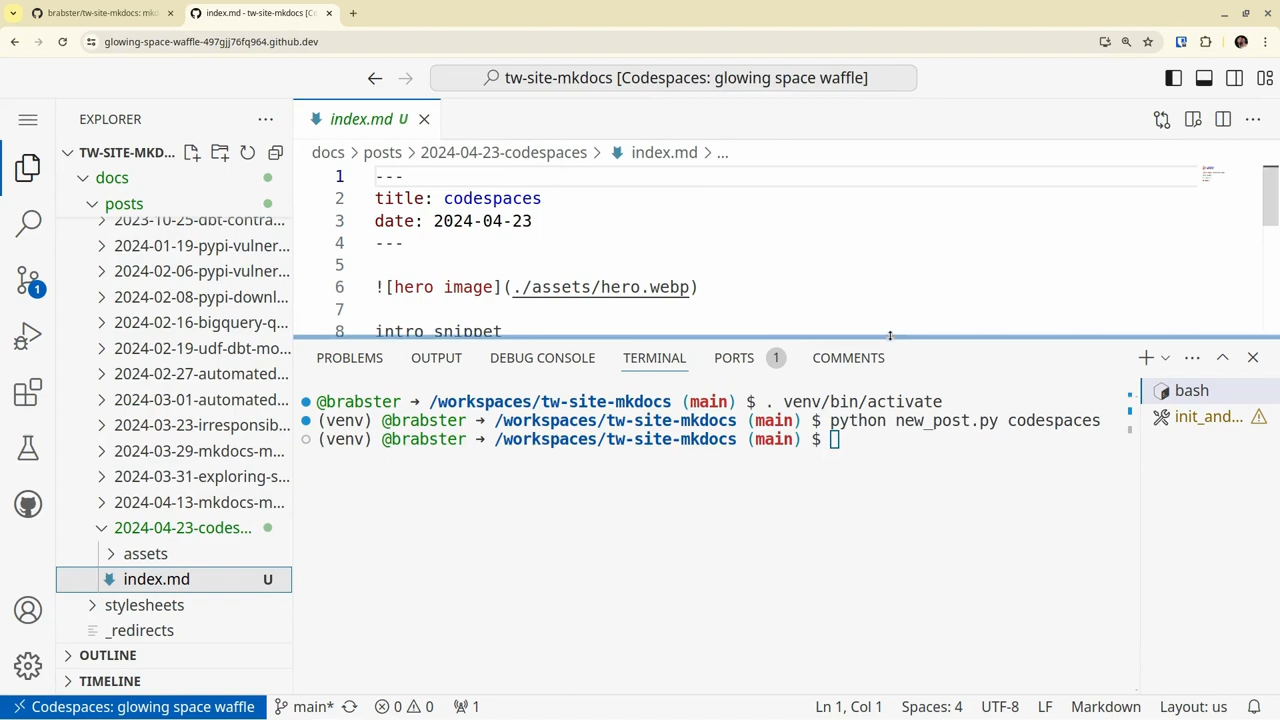 brabster/tw-site-mkdocs: mkd
index.md - tw-site-mkdocs [Co
glowing-space-waffle-497gjj76fq964.github.dev
tw-site-mkdocs [Codespaces: glowing space waffle]
EXPLORER
TW-SITE-MKD...
docs
posts
2023-10-25-dbt-contra...
2024-01-19-pypi-vulner...
2024-02-06-pypi-vulner...
2024-02-08-pypi-downl...
2024-02-16-bigquery-q...
2024-02-19-udf-dbt-mo...
2024-02-27-automated...
2024-03-01-automated...
2024-03-23-irresponsib...
2024-03-29-mkdocs-m...
2024-03-31-exploring-s...
2024-04-13-mkdocs-m...
2024-04-23-codes...
assets
index.md U
stylesheets
_redirects
OUTLINE
TIMELINE
1
index.md U
docs > posts > 2024-04-23-codespaces > index.md > ...
1 ---
2 title: codespaces
3 date: 2024-04-23
4 ---
5
6 ![hero image](./assets/hero.webp)
7
8 intro snippet
PROBLEMS OUTPUT DEBUG CONSOLE TERMINAL PORTS 1 COMMENTS
@brabster ➜ /workspaces/tw-site-mkdocs (main) $ . venv/bin/activate
(venv) @brabster ➜ /workspaces/tw-site-mkdocs (main) $ python new_post.py codespaces
(venv) @brabster ➜ /workspaces/tw-site-mkdocs (main) $
bash
init_and...
Codespaces: glowing space waffle main* 0 0 1 Ln 1, Col 1 Spaces: 4 UTF-8 LF Markdown Layout: us